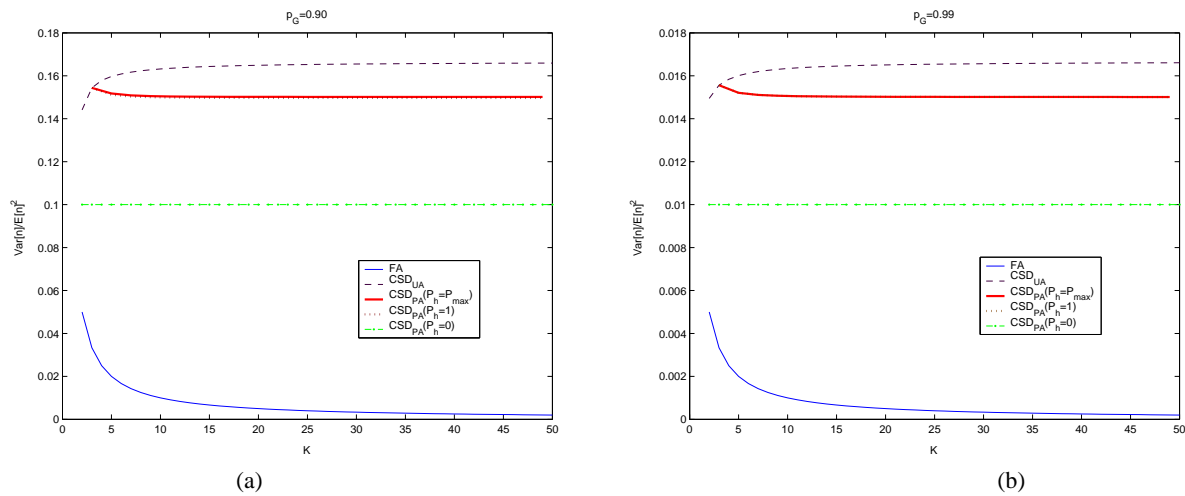 p_G=0.90
0.18
0.16
0.14
0.12
0.1
0.08
0.06
0.04
0.02
0
Var[n]/E[n]^2
0 5 10 15 20 25 30 35 40 45 50
K
FA
CSD_UA
CSD_PA(P_h=P_max)
CSD_PA(P_h=1)
CSD_PA(P_h=0)
(a)
p_G=0.99
0.018
0.016
0.014
0.012
0.01
0.008
0.006
0.004
0.002
0
Var[n]/E[n]^2
0 5 10 15 20 25 30 35 40 45 50
K
FA
CSD_UA
CSD_PA(P_h=P_max)
CSD_PA(P_h=1)
CSD_PA(P_h=0)
(b)